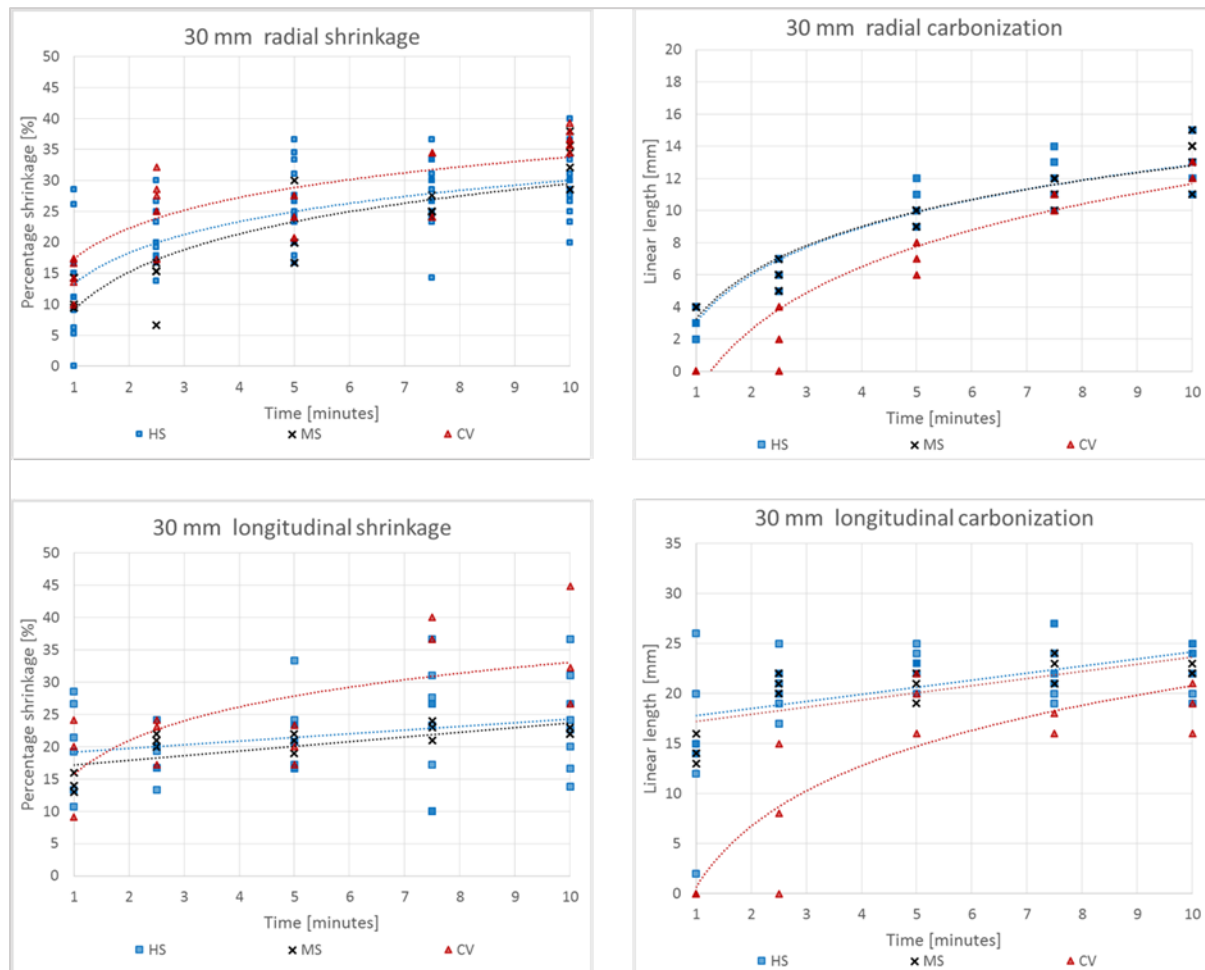 30 mm  radial shrinkage
Percentage shrinkage [%]
50
45
40
35
30
25
20
15
10
5
0
1 2 3 4 5 6 7 8 9 10
Time [minutes]
HS MS CV
30 mm  radial carbonization
Linear length [mm]
20
18
16
14
12
10
8
6
4
2
0
1 2 3 4 5 6 7 8 9 10
Time [minutes]
HS MS CV
30 mm  longitudinal shrinkage
Percentage shrinkage [%]
50
45
40
35
30
25
20
15
10
5
0
1 2 3 4 5 6 7 8 9 10
Time [minutes]
HS MS CV
30 mm  longitudinal carbonization
Linear length [mm]
35
30
25
20
15
10
5
0
1 2 3 4 5 6 7 8 9 10
Time [minutes]
HS MS CV